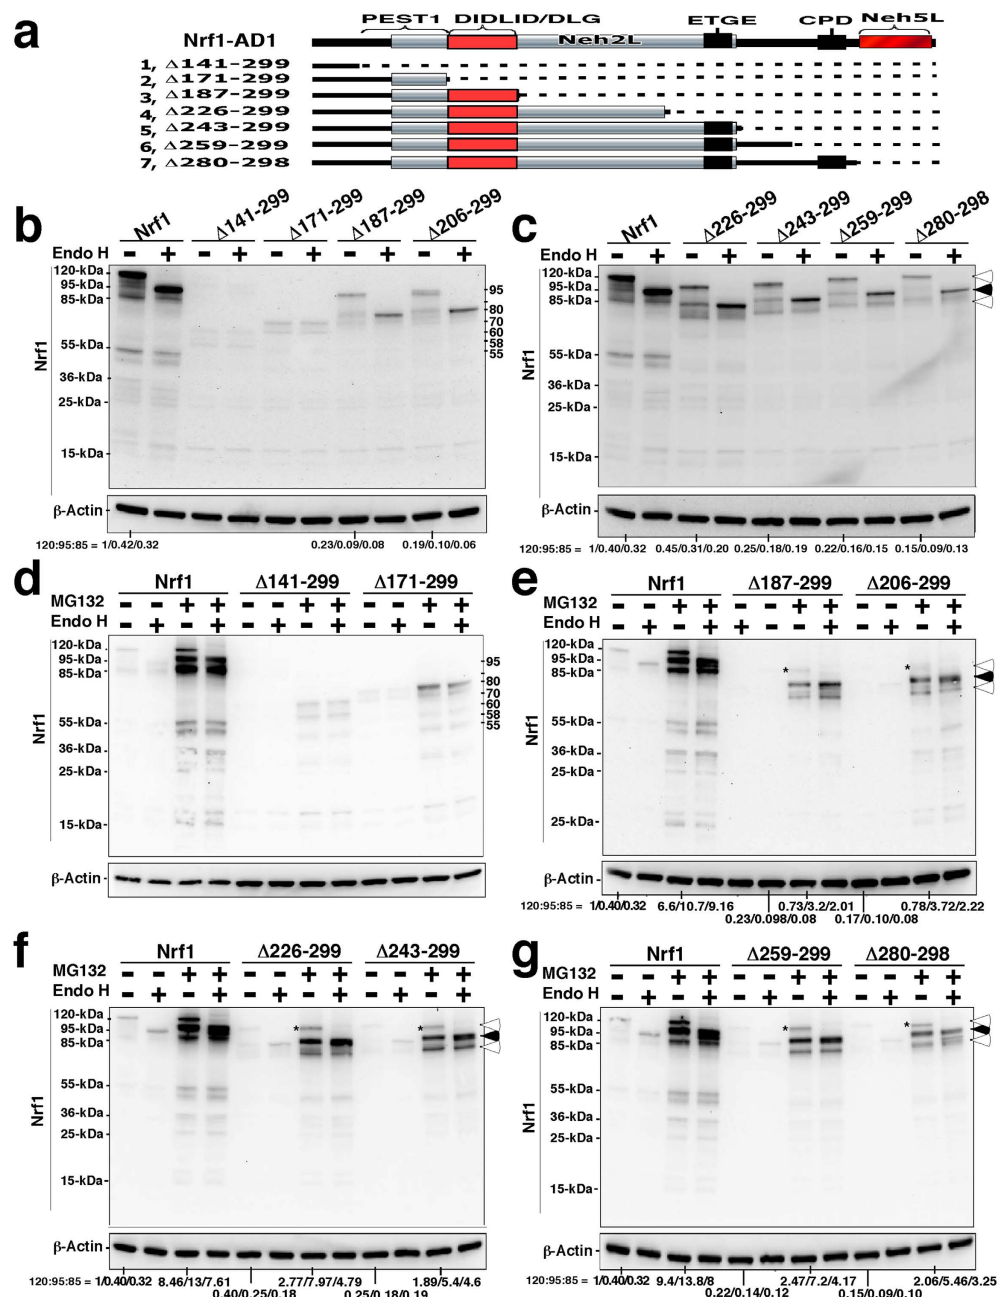 a
PEST1 DIDLID/DLG ETGE CPD Neh5L
Nrf1-AD1 Neh2L
1, Δ141-299
2, Δ171-299
3, Δ187-299
4, Δ226-299
5, Δ243-299
6, Δ259-299
7, Δ280-298
b
Nrf1 Δ141-299 Δ171-299 Δ187-299 Δ206-299
Endo H - + - + - + - + - +
120-kDa
95-kDa
85-kDa
55-kDa
36-kDa
25-kDa
15-kDa
Nrf1
95
80
70
60
58
55
β-Actin
120:95:85 = 1/0.42/0.32 0.23/0.09/0.08 0.19/0.10/0.06
c
Nrf1 Δ226-299 Δ243-299 Δ259-299 Δ280-298
Endo H - + - + - + - + - +
120-kDa
95-kDa
85-kDa
55-kDa
36-kDa
25-kDa
15-kDa
Nrf1
β-Actin
120:95:85 = 1/0.40/0.32 0.45/0.31/0.20 0.25/0.18/0.19 0.22/0.16/0.15 0.15/0.09/0.13
d
Nrf1 Δ141-299 Δ171-299
MG132 - - + + - - + + - - + +
Endo H - + - + - + - + - + - +
120-kDa
95-kDa
85-kDa
55-kDa
36-kDa
25-kDa
15-kDa
Nrf1
95
80
70
60
58
55
β-Actin
e
Nrf1 Δ187-299 Δ206-299
MG132 - - + + - - + + - - + +
Endo H - + - + + - - + - + - +
120-kDa
95-kDa
85-kDa
55-kDa
36-kDa
25-kDa
25-kDa
Nrf1
* *
β-Actin
120:95:85 = 1/0.40/0.32 6.6/10.7/9.16 0.73/3.2/2.01 0.78/3.72/2.22
0.23/0.098/0.08 0.17/0.10/0.08
f
Nrf1 Δ226-299 Δ243-299
MG132 - - + + - - + + - - + +
Endo H - + - + - + - + - + - +
120-kDa
95-kDa
85-kDa
55-kDa
36-kDa
25-kDa
15-kDa
Nrf1
* *
β-Actin
120:95:85 = 1/0.40/0.32 8.46/13/7.61 2.77/7.97/4.79 1.89/5.4/4.6
0.40/0.25/0.18 0.25/0.18/0.19
g
Nrf1 Δ259-299 Δ280-298
MG132 - - + + - - + + - - + +
Endo H - + - + - + - + - + - +
120-kDa
95-kDa
85-kDa
55-kDa
36-kDa
25-kDa
15-kDa
Nrf1
* *
β-Actin
120:95:85 = 1/0.40/0.32 9.4/13.8/8 2.47/7.2/4.17 2.06/5.46/3.25
0.22/0.14/0.12 0.15/0.09/0.10